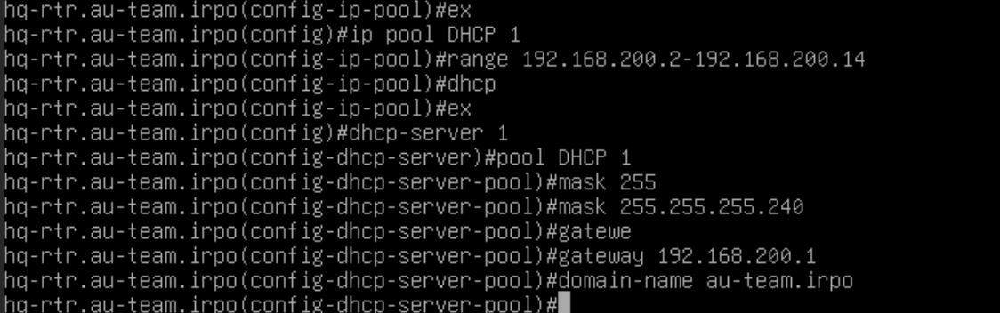 hq-rtr.au-team.irpo(config-ip-pool)#ex
hq-rtr.au-team.irpo(config)#ip pool DHCP 1
hq-rtr.au-team.irpo(config-ip-pool)#range 192.168.200.2-192.168.200.14
hq-rtr.au-team.irpo(config-ip-pool)#dhcp
hq-rtr.au-team.irpo(config-ip-pool)#ex
hq-rtr.au-team.irpo(config)#dhcp-server 1
hq-rtr.au-team.irpo(config-dhcp-server)#pool DHCP 1
hq-rtr.au-team.irpo(config-dhcp-server-pool)#mask 255
hq-rtr.au-team.irpo(config-dhcp-server-pool)#mask 255.255.255.240
hq-rtr.au-team.irpo(config-dhcp-server-pool)#gatewe
hq-rtr.au-team.irpo(config-dhcp-server-pool)#gateway 192.168.200.1
hq-rtr.au-team.irpo(config-dhcp-server-pool)#domain-name au-team.irpo
hq-rtr.au-team.irpo(config-dhcp-server-pool)#